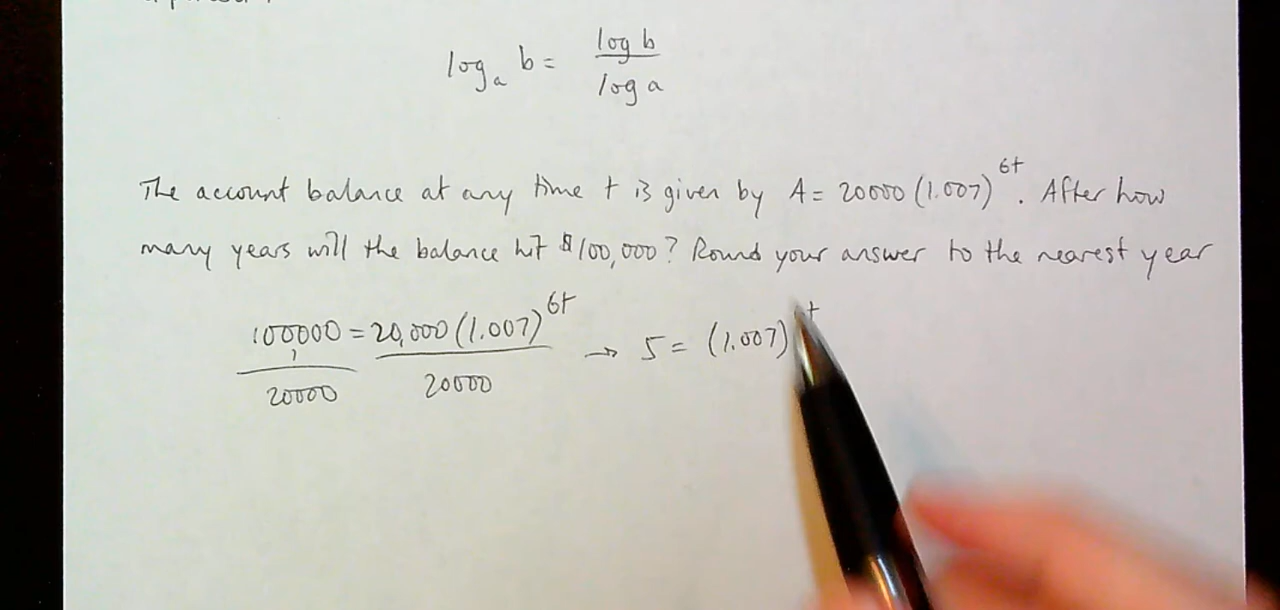 log_a b = log b / log a
The account balance at any time t is given by A = 20000 (1.007)^6t. After how
many years will the balance hit $100,000? Round your answer to the nearest year
100,000 / 20000 = 20,000 (1.007)^6t / 20000 → 5 = (1.007) t